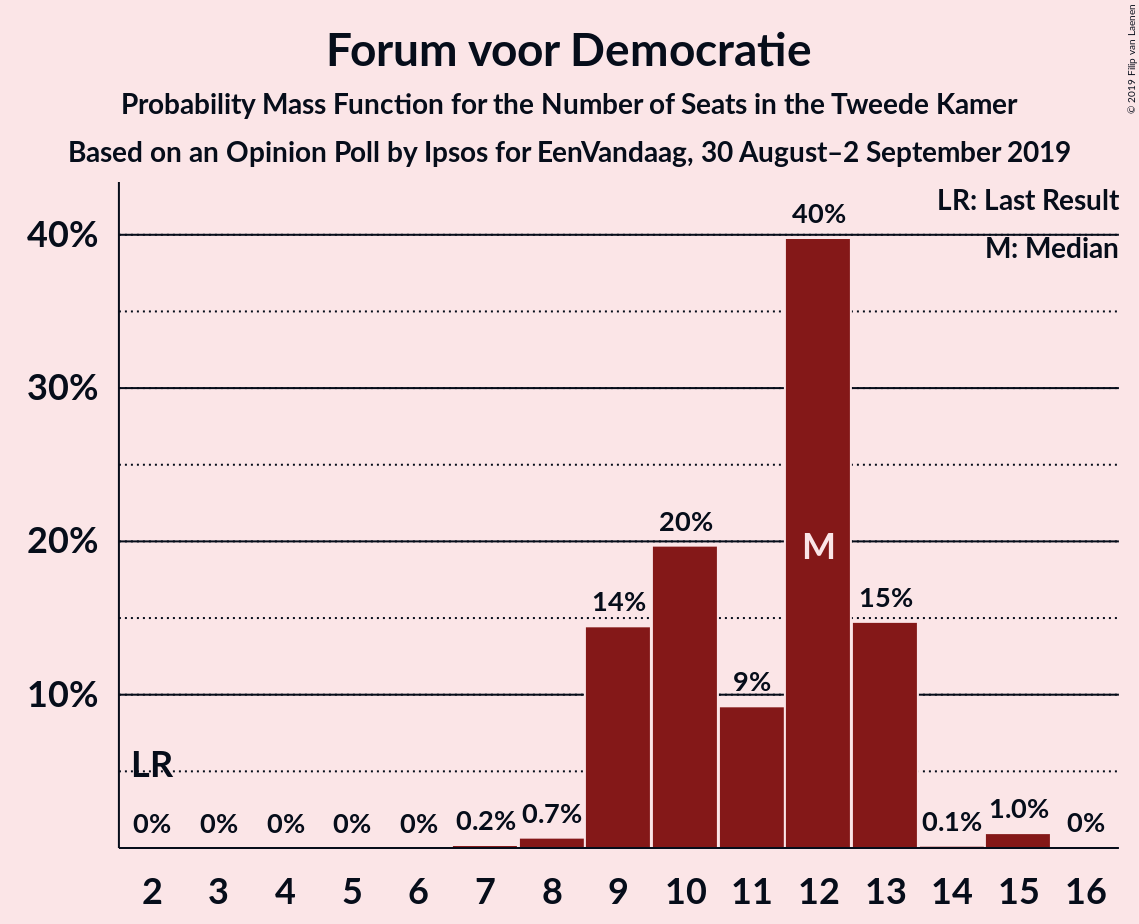 Forum voor Democratie
Probability Mass Function for the Number of Seats in the Tweede Kamer
Based on an Opinion Poll by Ipsos for EenVandaag, 30 August–2 September 2019
© 2019 Filip van Laenen
LR: Last Result
M: Median
40%
30%
20%
10%
LR
0%
0%
0%
0%
0%
0.2%
0.7%
14%
20%
9%
40%
M
15%
0.1%
1.0%
0%
2 3 4 5 6 7 8 9 10 11 12 13 14 15 16